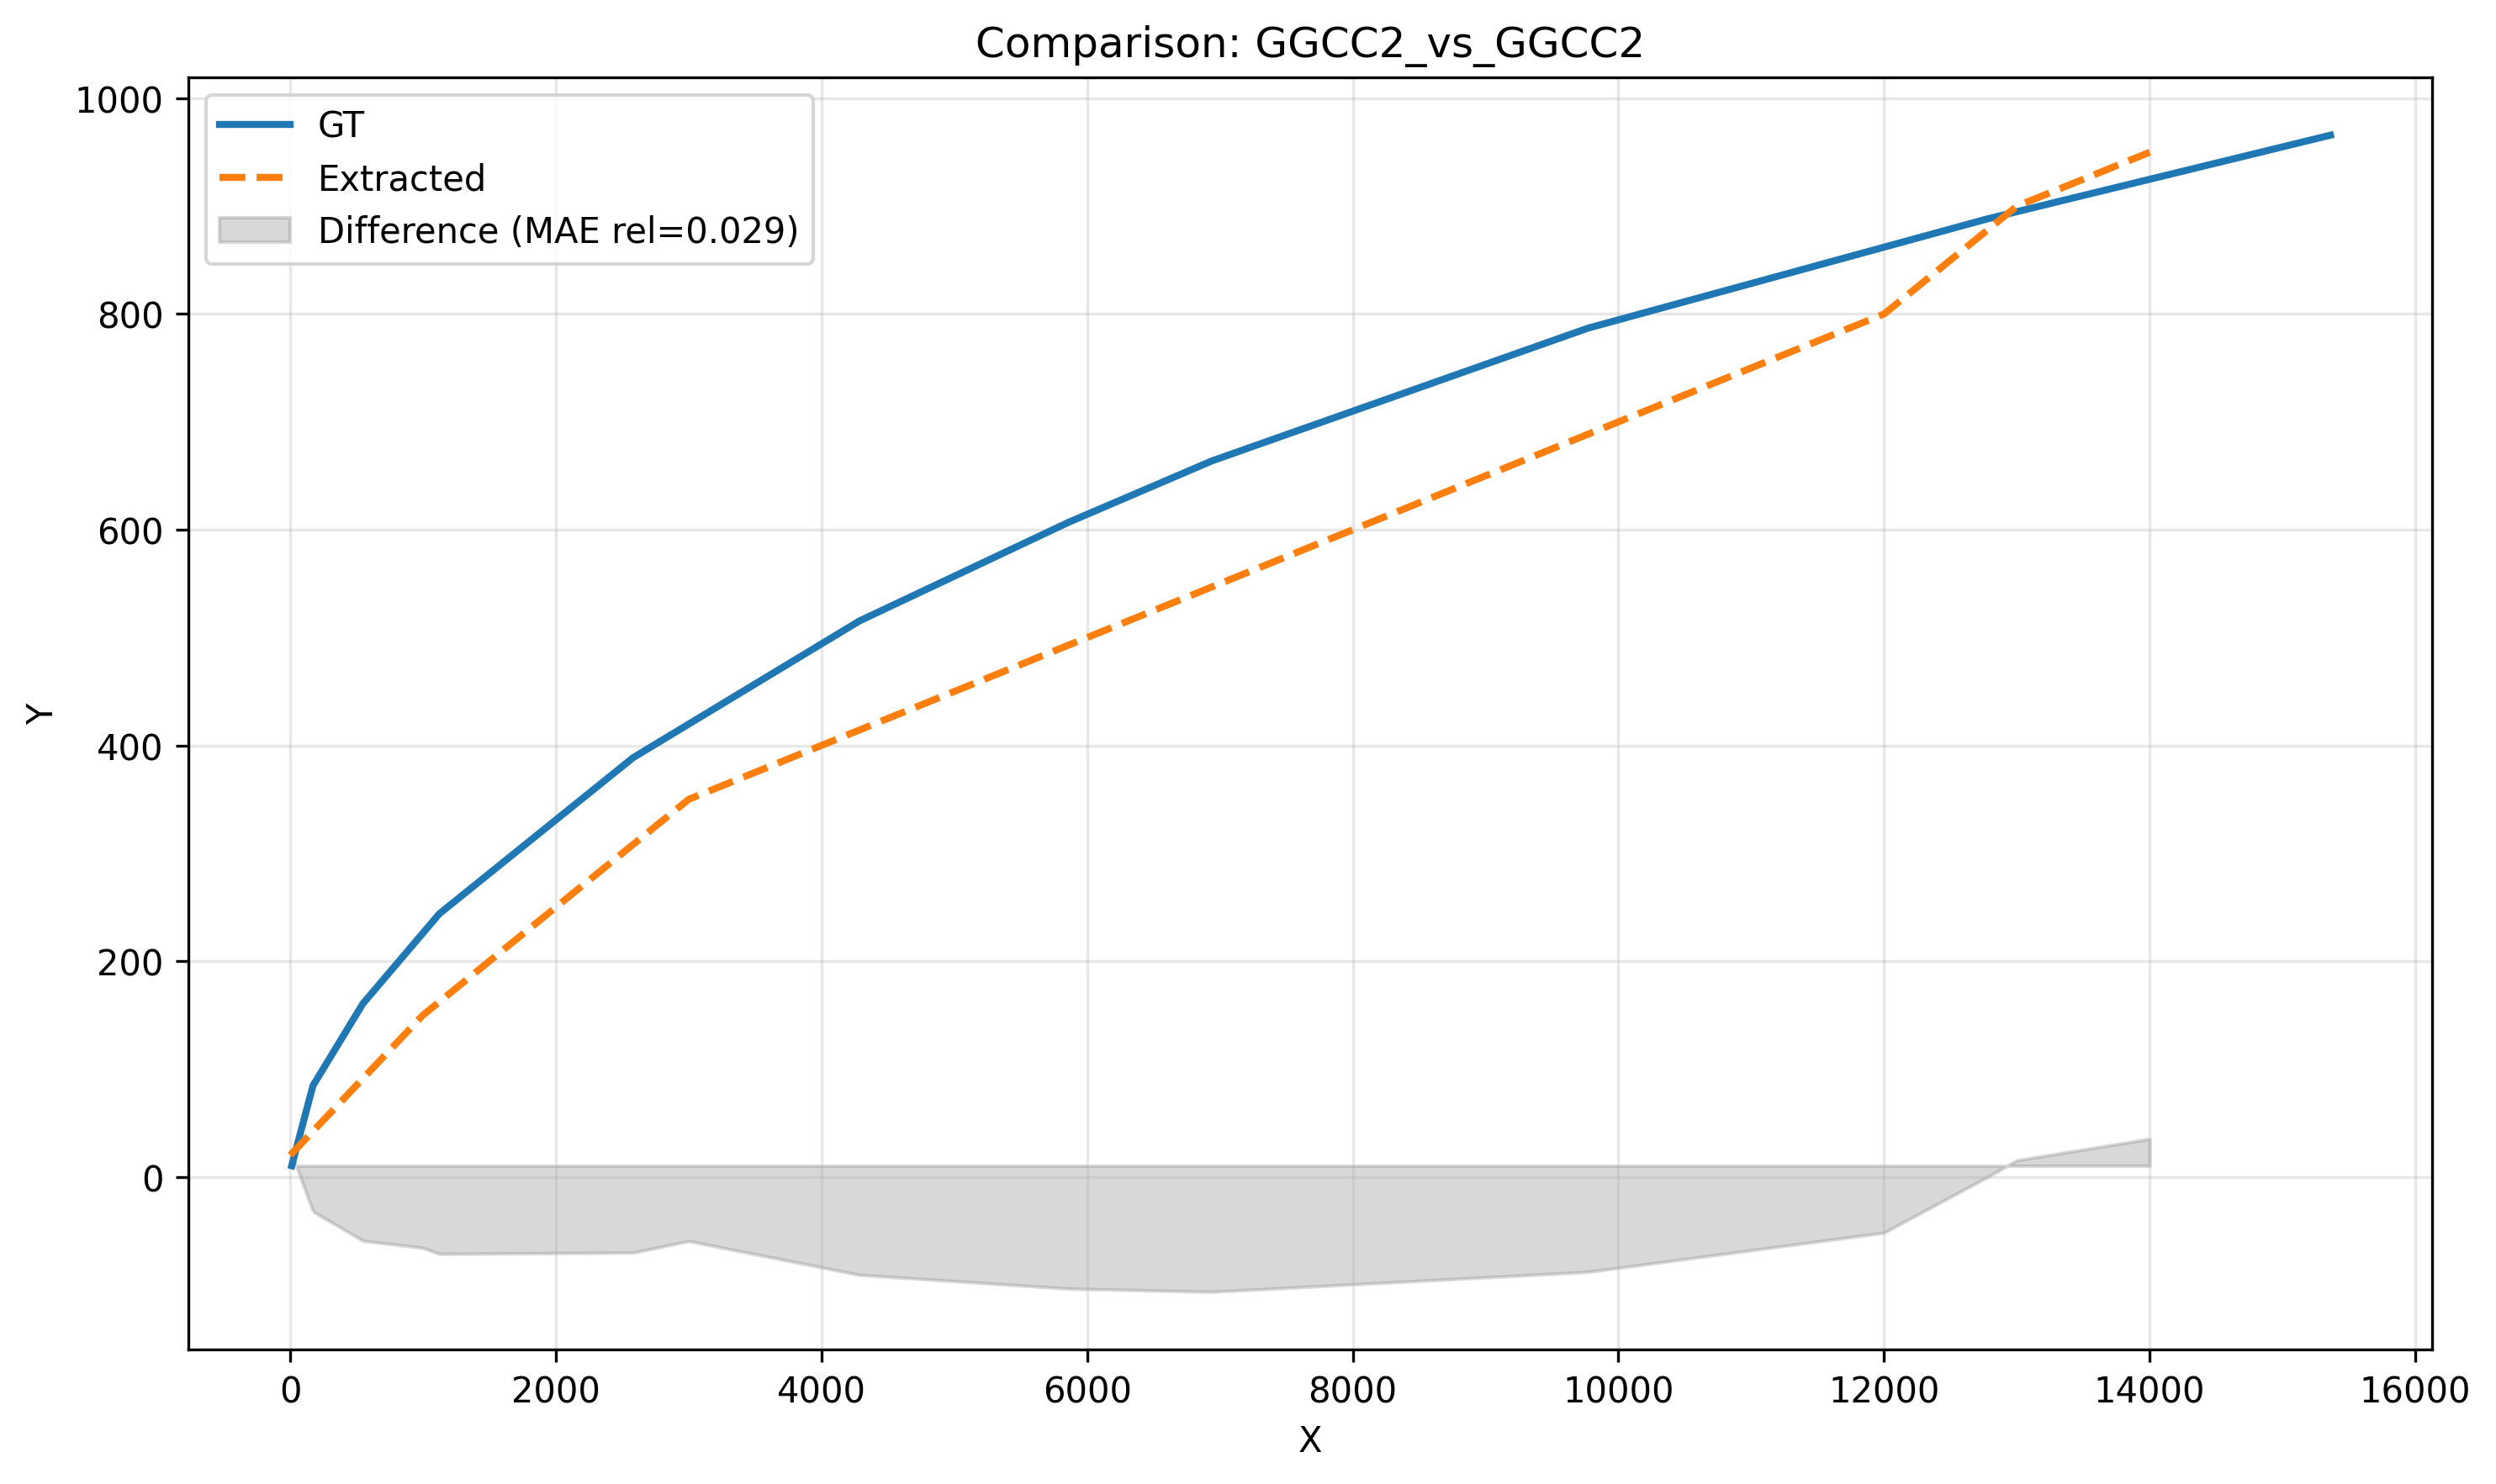 Comparison: GGCC2_vs_GGCC2
GT
Extracted
Difference (MAE rel=0.029)
1000
800
600
400
200
0
Y
0 2000 4000 6000 8000 10000 12000 14000 16000
X